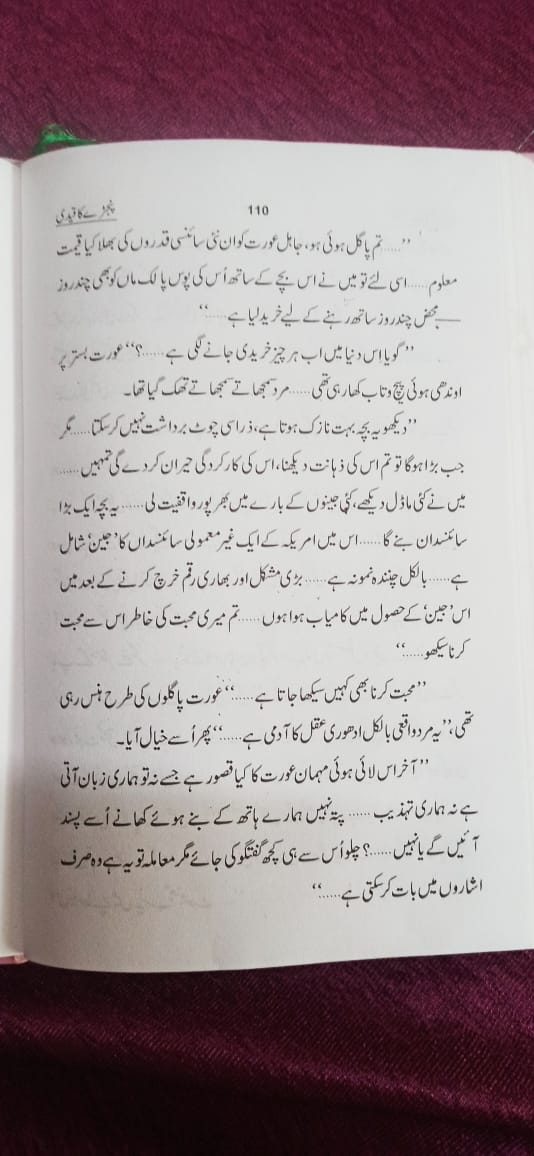 110
پنجڑے کا قیدی
”.....تم پاگل ہوئی ہو، جاہل عورت کو ان نئی سائنسی قدروں کی بھلا کیا قیمت
معلوم.....اسی لئے تو میں نے اس بچے کے ساتھ اُس کی پوس پالک ماں کو بھی چند روز
—محض چند روز ساتھ رہنے کے لیے خرید لیا ہے.....“
”گویا اس دنیا میں اب ہر چیز خریدی جانے لگی ہے.....؟“ عورت بستر پر
اوندھی ہوئی پیچ و تاب کھا رہی تھی.....مرد سمجھاتے سمجھاتے تھک گیا تھا۔
”دیکھو یہ بچہ بہت نازک ہوتا ہے، ذرا سی چوٹ برداشت نہیں کر سکتا.....مگر
جب بڑا ہوگا تو تم اس کی ذہانت دیکھنا، اس کی کارکردگی حیران کر دے گی تمہیں.....
میں نے کئی ماڈل دیکھے، کئی جینوں کے بارے میں بھرپور واقفیت لی.....یہ بچہ ایک بڑا
سائنسدان بنے گا.....اس میں امریکہ کے ایک غیر معمولی سائنسداں کا ’جین‘ شامل
ہے.....بالکل چنندہ نمونہ ہے.....بڑی مشکل اور بھاری رقم خرچ کرنے کے بعد میں
اس ’جین‘ کے حصول میں کامیاب ہوا ہوں.....تم میری محبت کی خاطر اس سے محبت
کرنا سیکھو.....“
”محبت کرنا بھی کہیں سیکھا جاتا ہے.....“ عورت پاگلوں کی طرح ہنس رہی
تھی، ”یہ مرد واقعی بالکل ادھوری عقل کا آدمی ہے.....“ پھر اُسے خیال آیا۔
”آخر اس لائی ہوئی مہمان عورت کا کیا قصور ہے جسے نہ تو ہماری زبان آتی
ہے نہ ہماری تہذیب.....پتہ نہیں ہمارے ہاتھ کے بنے ہوئے کھانے اُسے پسند
آئیں گے یا نہیں.....؟ چلو اُس سے ہی کچھ گفتگو کی جائے مگر معاملہ تو یہ ہے وہ صرف
اشاروں میں بات کر سکتی ہے.....“